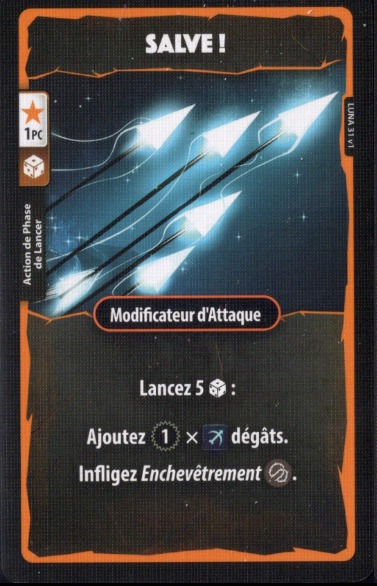 SALVE !
1PC
Action de Phase
de Lancer
LUNA 31 v1
Modificateur d'Attaque
Lancez 5 :
Ajoutez 1 × dégâts.
Infligez Enchevêtrement .